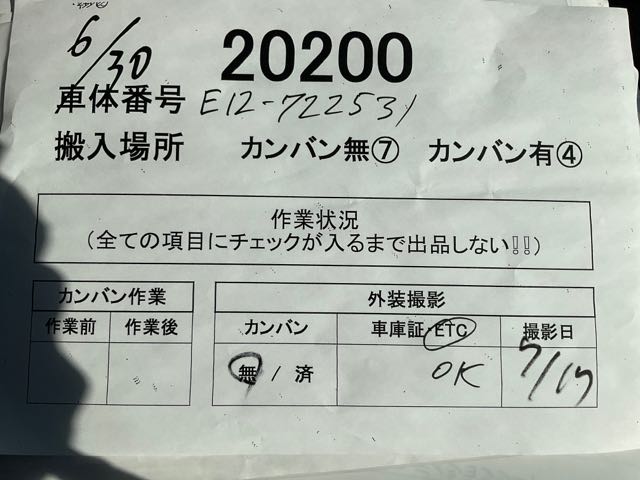 6/30
20200
車体番号 E12-722531
搬入場所 カンバン無⑦ カンバン有④
作業状況
(全ての項目にチェックが入るまで出品しない!!)
カンバン作業 外装撮影
作業前 作業後 カンバン 車庫証・ETC 撮影日
無 / 済 OK